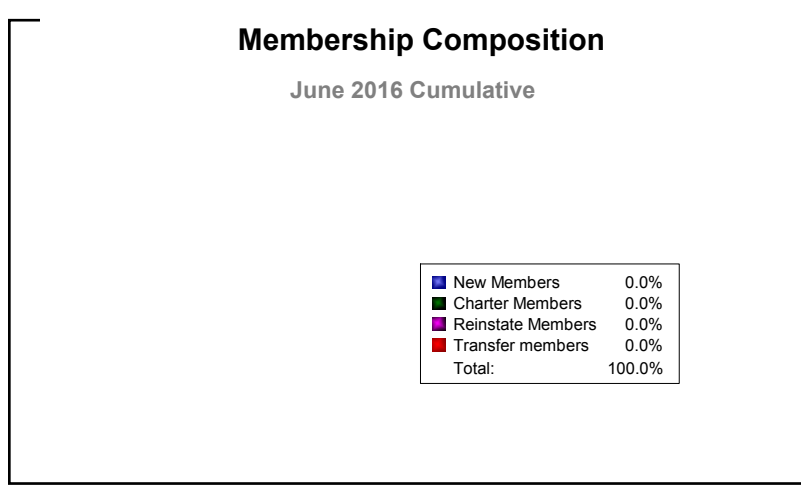 Membership Composition
June 2016 Cumulative
New Members 0.0%
Charter Members 0.0%
Reinstate Members 0.0%
Transfer members 0.0%
Total: 100.0%